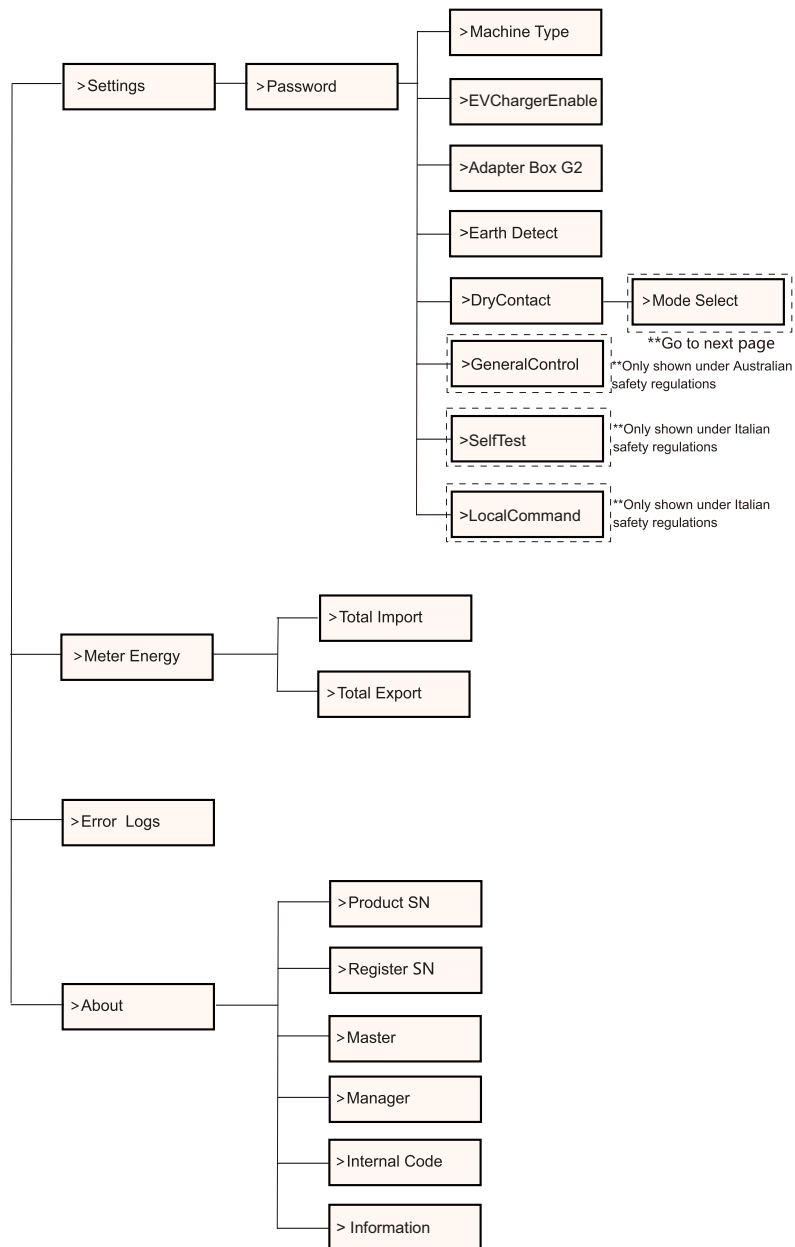 >Machine Type
>Settings
>Password
>EVChargerEnable
>Adapter Box G2
>Earth Detect
>DryContact
>Mode Select
**Go to next page
>GeneralControl
**Only shown under Australian
safety regulations
>SelfTest
**Only shown under Italian
safety regulations
>LocalCommand
**Only shown under Italian
safety regulations
>Total Import
>Meter Energy
>Total Export
>Error Logs
>Product SN
>Register SN
>About
>Master
>Manager
>Internal Code
> Information